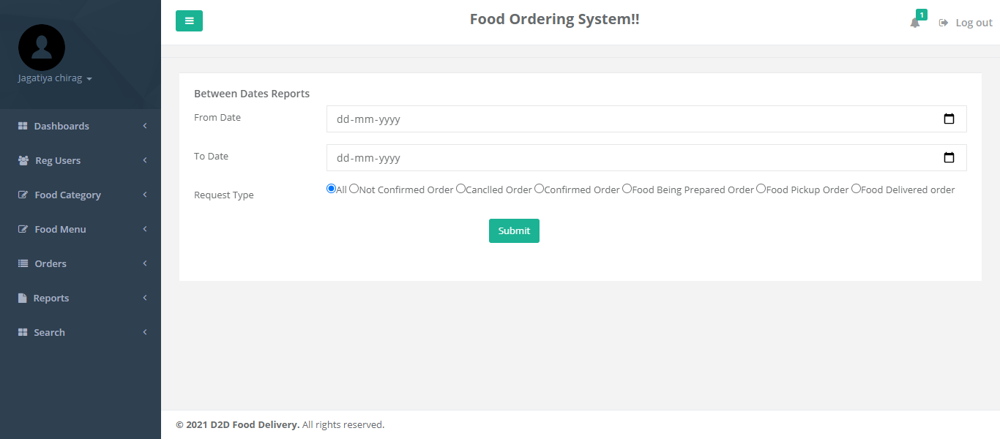 Food Ordering System!!
1
Log out
Jagatiya chirag
Dashboards
Reg Users
Food Category
Food Menu
Orders
Reports
Search
Between Dates Reports
From Date
dd-mm-yyyy
To Date
dd-mm-yyyy
Request Type
All Not Confirmed Order Canclled Order Confirmed Order Food Being Prepared Order Food Pickup Order Food Delivered order
Submit
© 2021 D2D Food Delivery. All rights reserved.